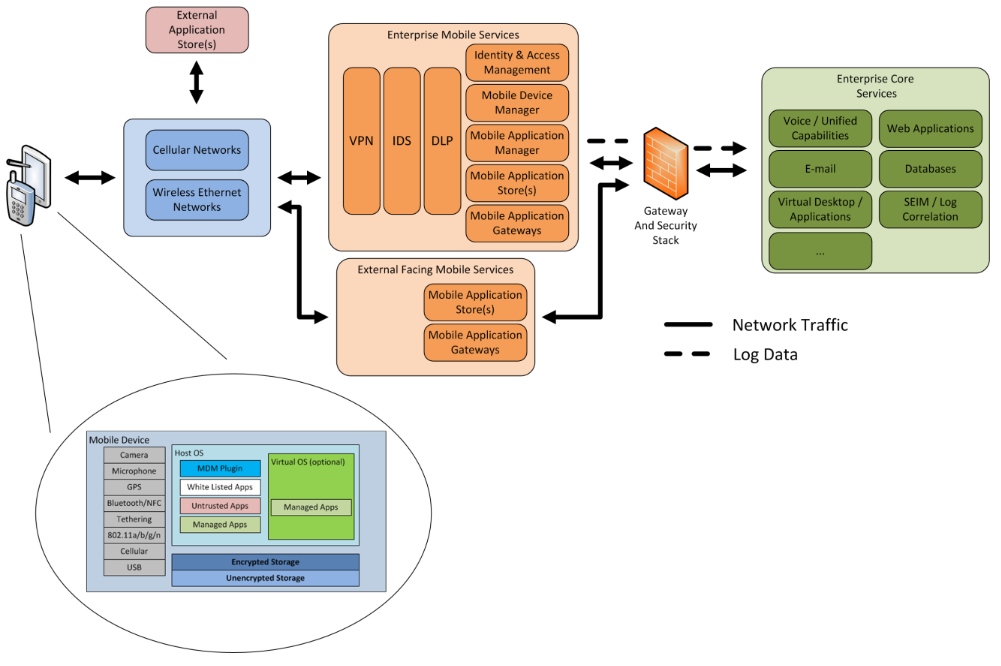 External
Application
Store(s)
Cellular Networks
Wireless Ethernet
Networks
Enterprise Mobile Services
VPN
IDS
DLP
Identity & Access
Management
Mobile Device
Manager
Mobile Application
Manager
Mobile Application
Store(s)
Mobile Application
Gateways
External Facing Mobile Services
Mobile Application
Store(s)
Mobile Application
Gateways
Gateway
And Security
Stack
Enterprise Core
Services
Voice / Unified
Capabilities
Web Applications
E-mail
Databases
Virtual Desktop /
Applications
SEIM / Log
Correlation
...
Network Traffic
Log Data
Mobile Device
Camera
Microphone
GPS
Bluetooth/NFC
Tethering
802.11a/b/g/n
Cellular
USB
Host OS
MDM Plugin
White Listed Apps
Untrusted Apps
Managed Apps
Virtual OS (optional)
Managed Apps
Encrypted Storage
Unencrypted Storage